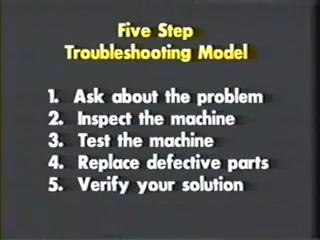 Five Step
Troubleshooting Model
1. Ask about the problem
2. Inspect the machine
3. Test the machine
4. Replace defective parts
5. Verify your solution